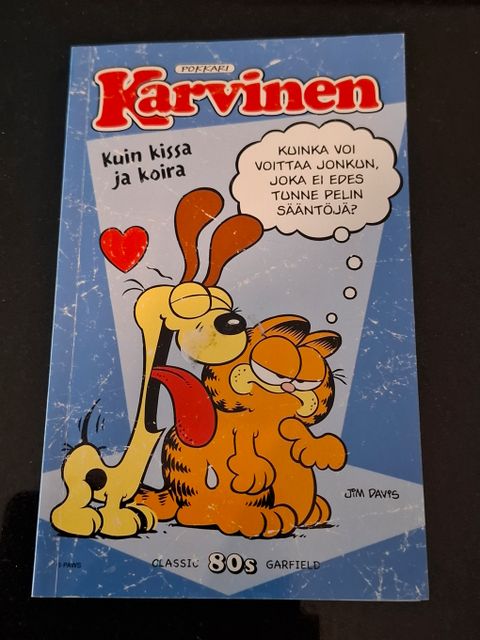 POKKARI
Karvinen
Kuin kissa
ja koira
KUINKA VOI
VOITTAA JONKUN,
JOKA EI EDES
TUNNE PELIN
SÄÄNTÖJÄ?
JIM DAVIS
PAWS
CLASSIC 80s GARFIELD